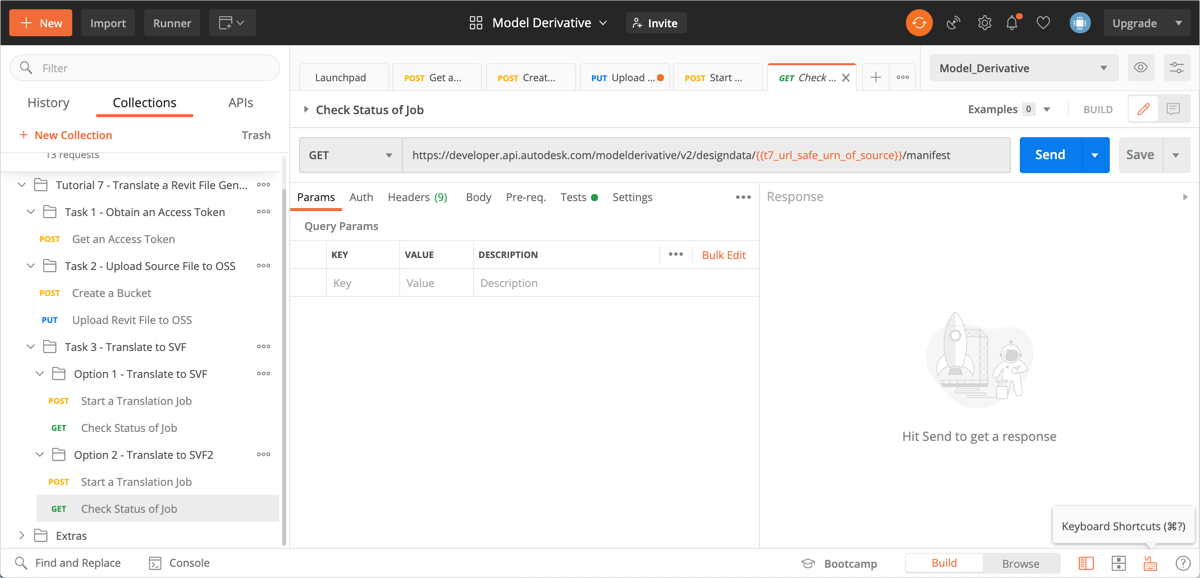 New
Import
Runner
Model Derivative
Invite
Upgrade
Filter
Launchpad
POST Get a...
POST Creat...
PUT Upload ...
POST Start ...
GET Check ...
Model_Derivative
History
Collections
APIs
Check Status of Job
Examples 0
BUILD
+ New Collection
Trash
13 requests
GET
https://developer.api.autodesk.com/modelderivative/v2/designdata/{{t7_url_safe_urn_of_source}}/manifest
Send
Save
Tutorial 7 - Translate a Revit File Gen...
Params
Auth
Headers (9)
Body
Pre-req.
Tests
Settings
Response
Task 1 - Obtain an Access Token
Query Params
POST Get an Access Token
KEY
VALUE
DESCRIPTION
Bulk Edit
Task 2 - Upload Source File to OSS
Key
Value
Description
POST Create a Bucket
PUT Upload Revit File to OSS
Task 3 - Translate to SVF
Option 1 - Translate to SVF
POST Start a Translation Job
GET Check Status of Job
Hit Send to get a response
Option 2 - Translate to SVF2
POST Start a Translation Job
GET Check Status of Job
Keyboard Shortcuts (⌘?)
Extras
Find and Replace
Console
Bootcamp
Build
Browse